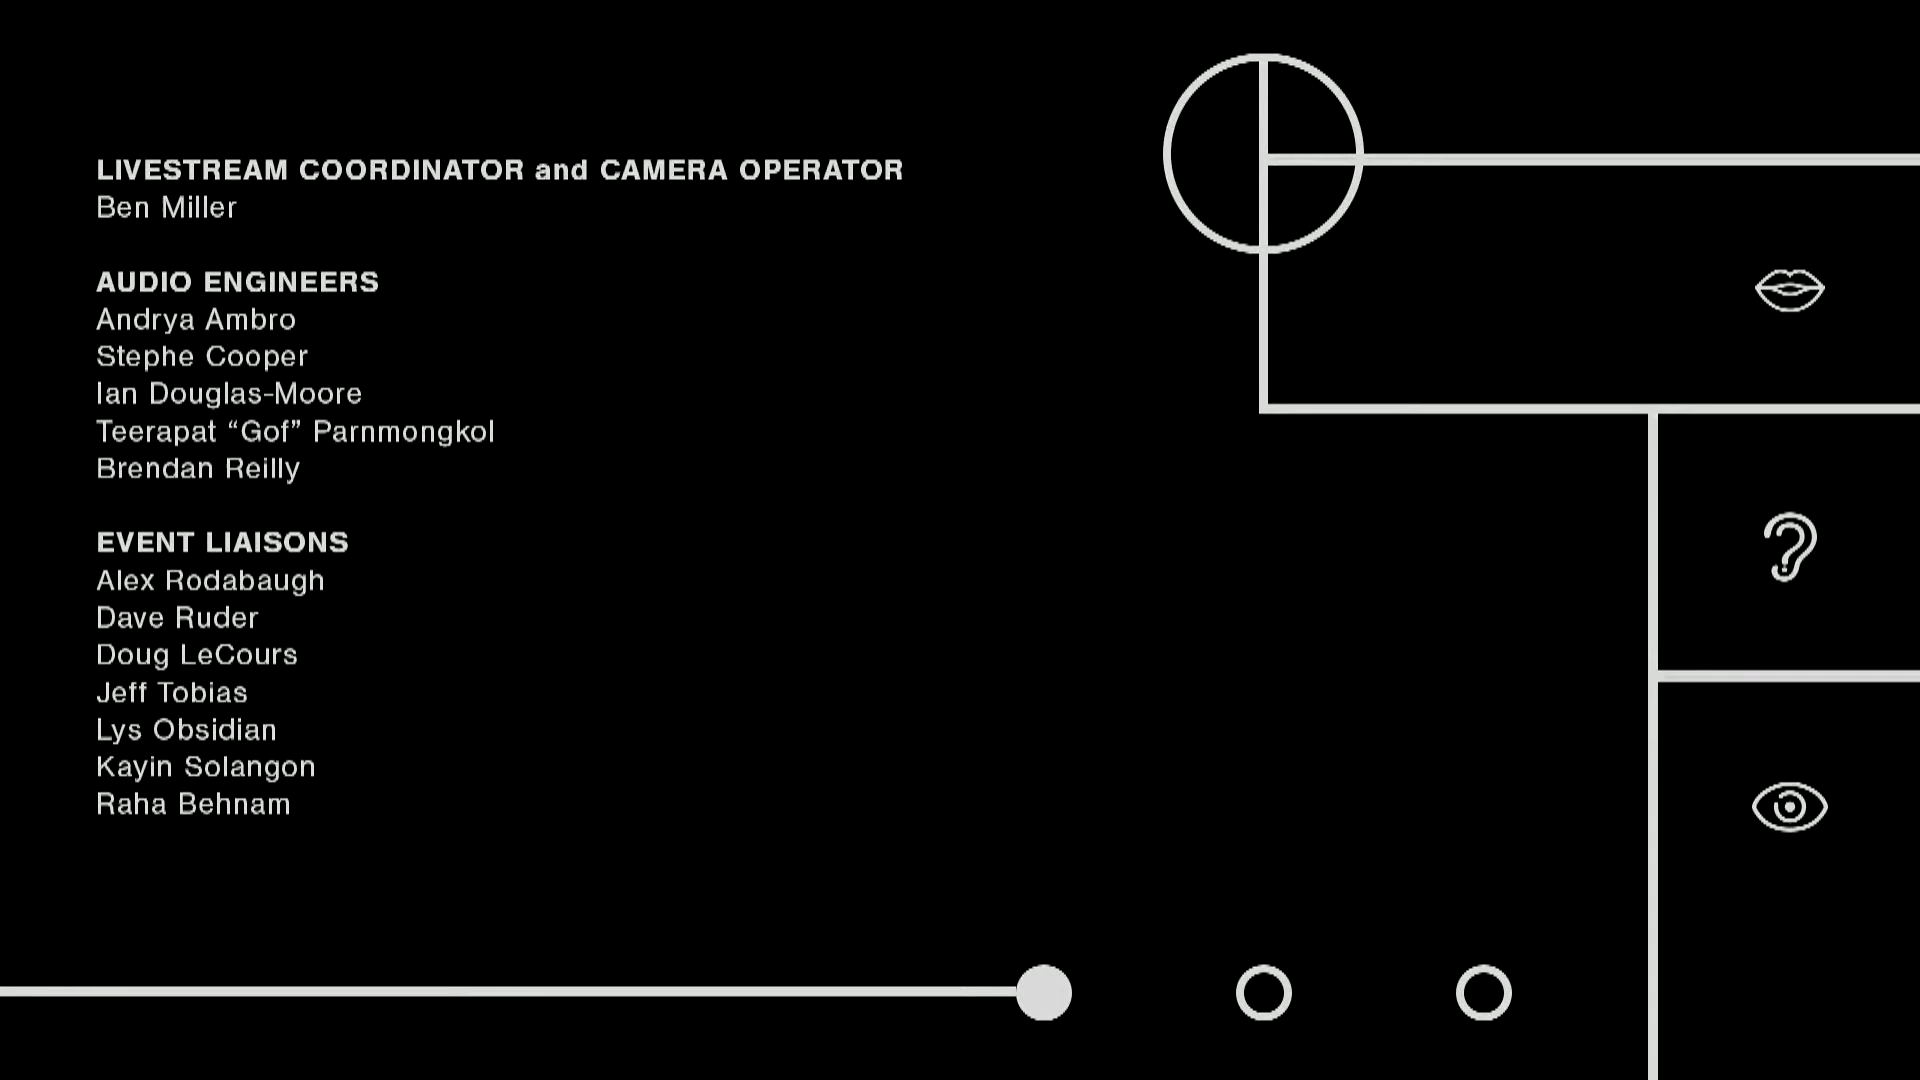 LIVESTREAM COORDINATOR and CAMERA OPERATOR
Ben Miller
AUDIO ENGINEERS
Andrya Ambro
Stephe Cooper
Ian Douglas-Moore
Teerapat “Gof” Parnmongkol
Brendan Reilly
EVENT LIAISONS
Alex Rodabaugh
Dave Ruder
Doug LeCours
Jeff Tobias
Lys Obsidian
Kayin Solangon
Raha Behnam